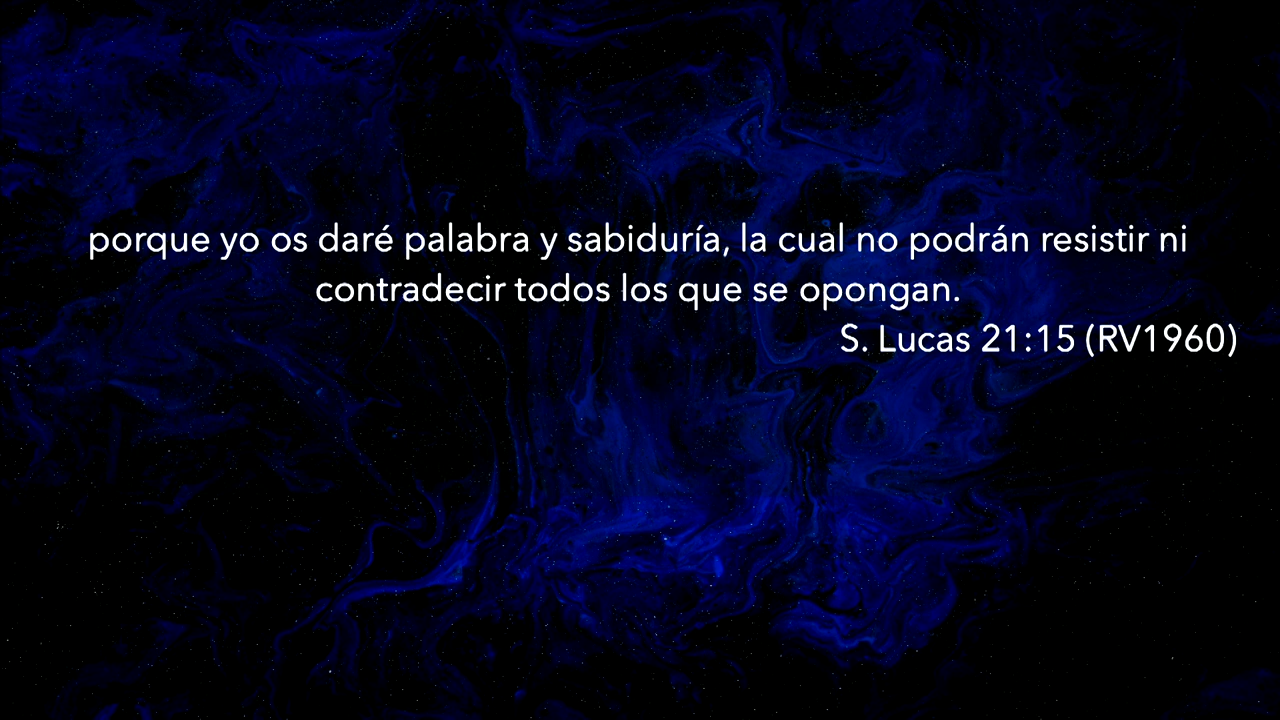 porque yo os daré palabra y sabiduría, la cual no podrán resistir ni
contradecir todos los que se opongan.
S. Lucas 21:15 (RV1960)